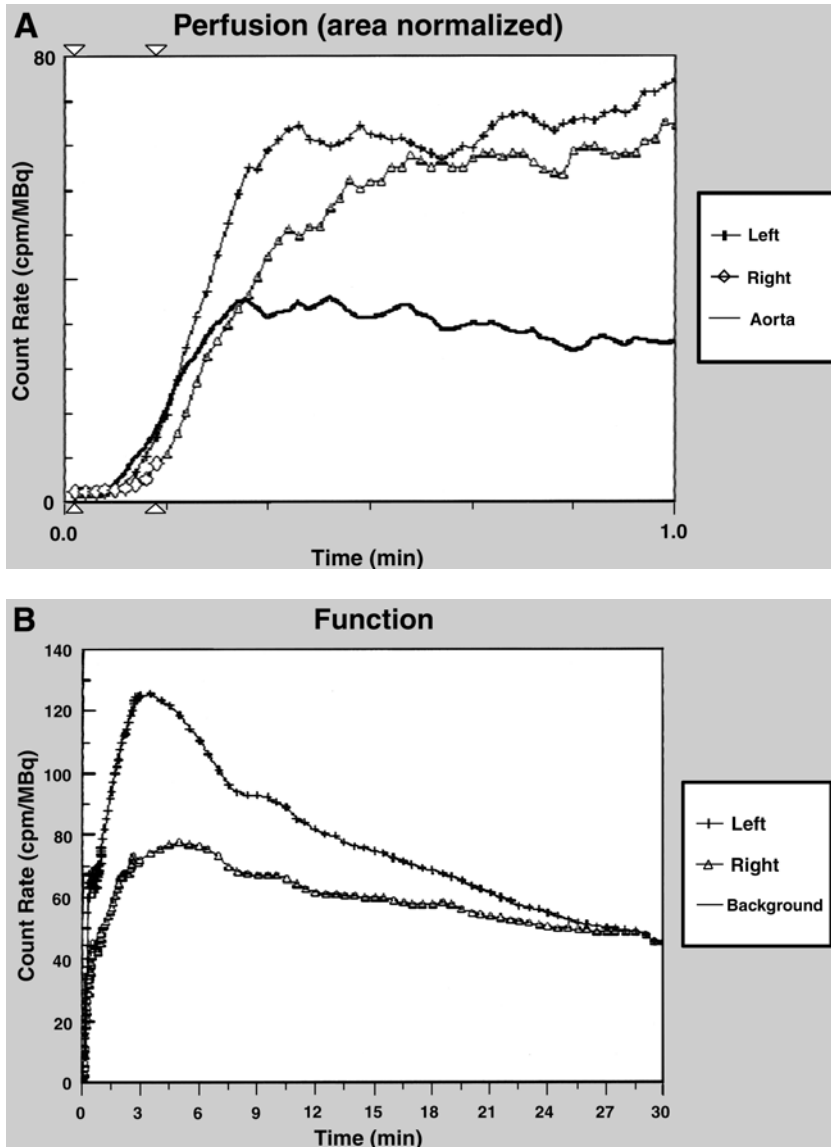 A
Perfusion (area normalized)
80
Count Rate (cpm/MBq)
0
0.0
1.0
Time (min)
Left
Right
Aorta
B
Function
140
120
100
80
60
40
20
0
Count Rate (cpm/MBq)
0 3 6 9 12 15 18 21 24 27 30
Time (min)
Left
Right
Background